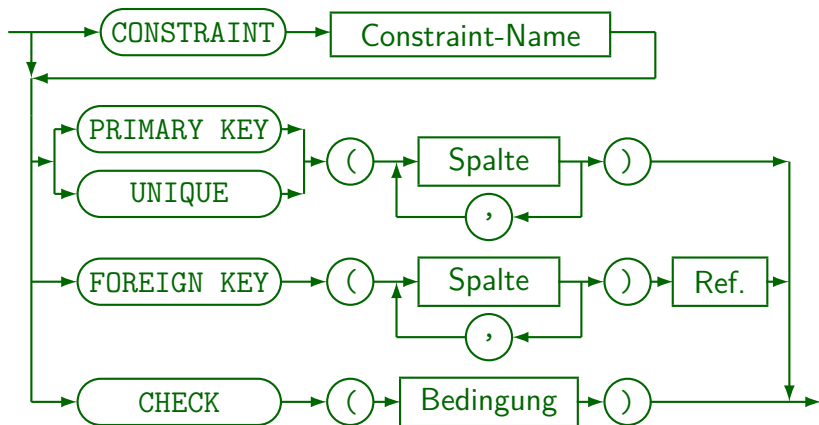 CONSTRAINT Constraint-Name
PRIMARY KEY
UNIQUE
( Spalte )
,
FOREIGN KEY ( Spalte ) Ref.
,
CHECK ( Bedingung )